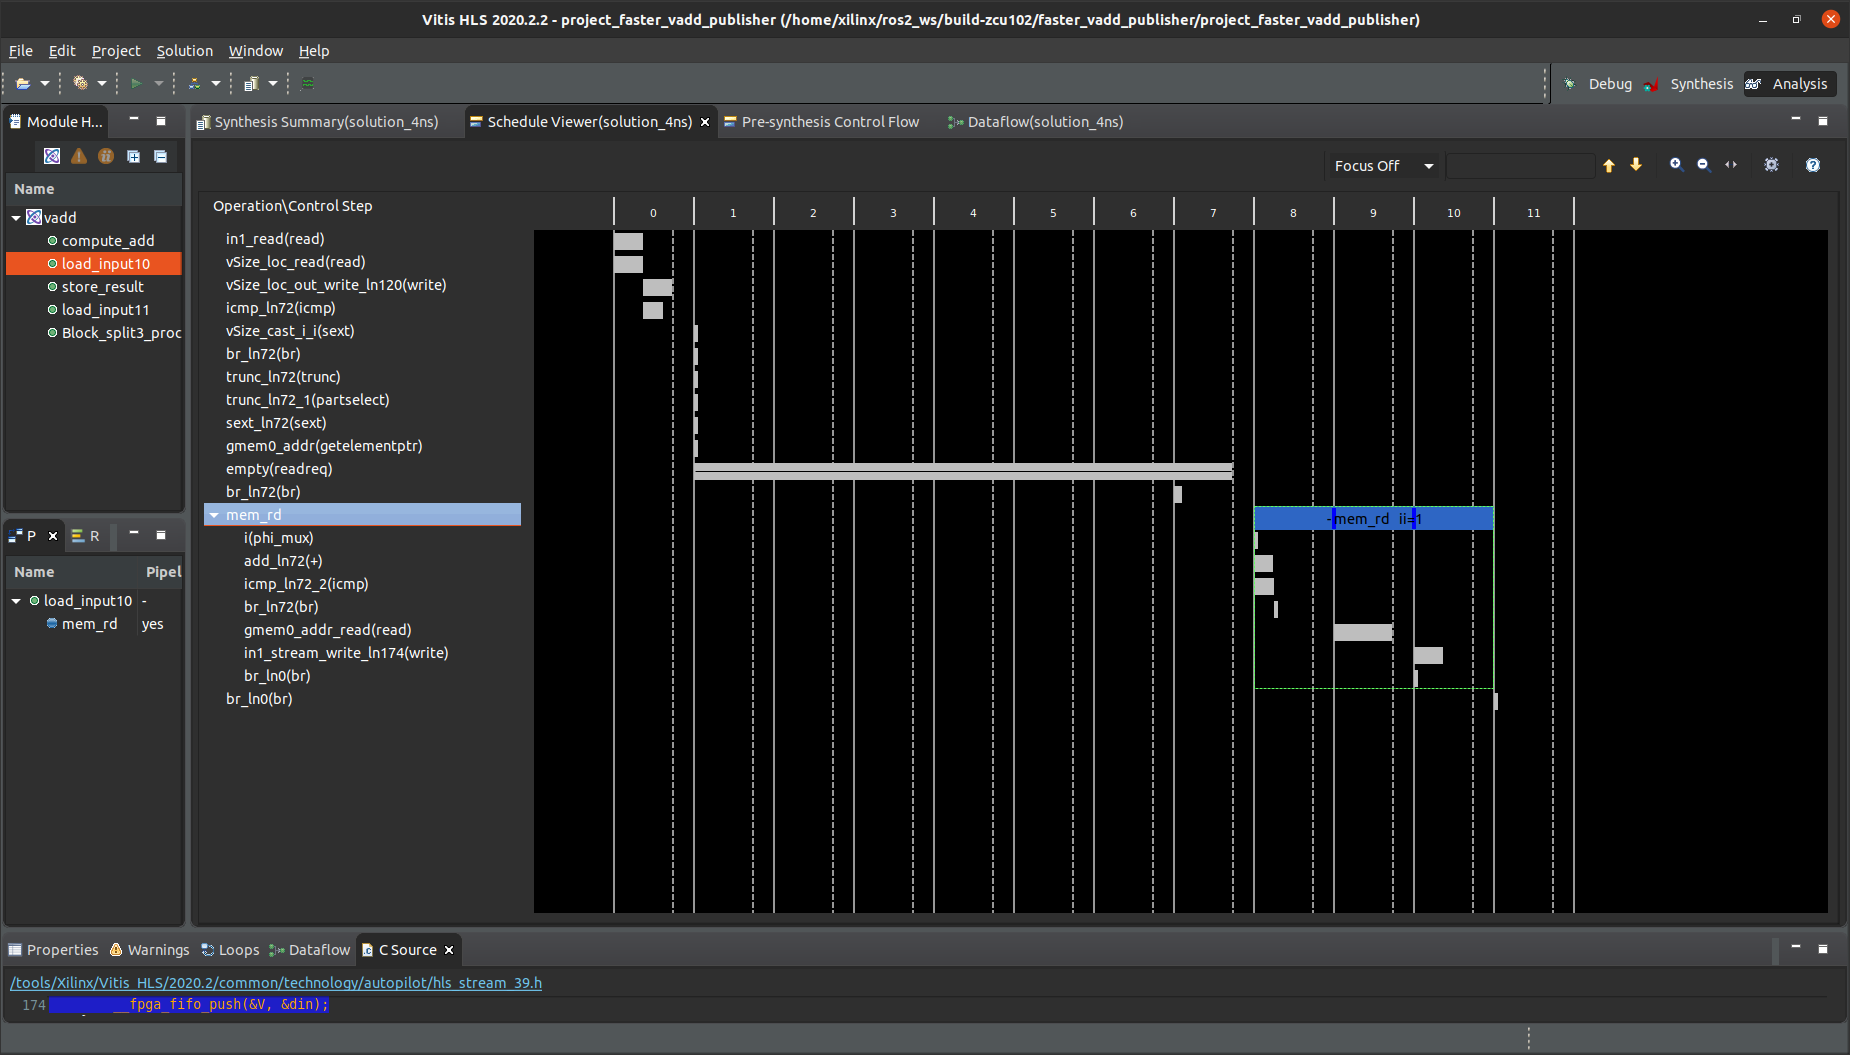 Vitis HLS 2020.2.2 - project_faster_vadd_publisher (/home/xilinx/ros2_ws/build-zcu102/faster_vadd_publisher/project_faster_vadd_publisher)
File Edit Project Solution Window Help
Debug Synthesis Analysis
Module H...
Name
vadd
compute_add
load_input10
store_result
load_input11
Block_split3_proc
P R
Name Pipel
load_input10 -
mem_rd yes
Synthesis Summary(solution_4ns) Schedule Viewer(solution_4ns) Pre-synthesis Control Flow Dataflow(solution_4ns)
Focus Off
Operation\Control Step 0 1 2 3 4 5 6 7 8 9 10 11
in1_read(read)
vSize_loc_read(read)
vSize_loc_out_write_ln120(write)
icmp_ln72(icmp)
vSize_cast_i_i(sext)
br_ln72(br)
trunc_ln72(trunc)
trunc_ln72_1(partselect)
sext_ln72(sext)
gmem0_addr(getelementptr)
empty(readreq)
br_ln72(br)
mem_rd -mem_rd ii=1
i(phi_mux)
add_ln72(+)
icmp_ln72_2(icmp)
br_ln72(br)
gmem0_addr_read(read)
in1_stream_write_ln174(write)
br_ln0(br)
br_ln0(br)
Properties Warnings Loops Dataflow C Source
/tools/Xilinx/Vitis_HLS/2020.2/common/technology/autopilot/hls_stream_39.h
174 __fpga_fifo_push(&V, &din);